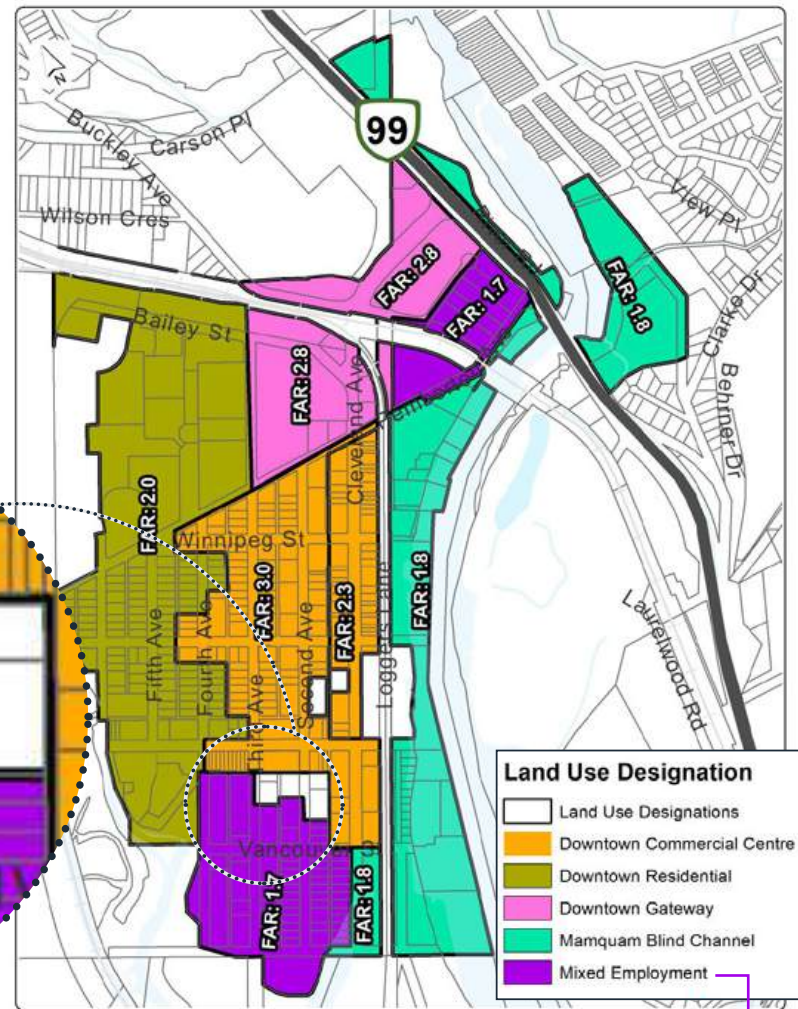 99
Buckley Ave
Carson Pl
Wilson Cres
View Pl
FAR: 2.8
FAR: 1.7
FAR: 1.8
Clarke Dr
Behrner Dr
Bailey St
FAR: 2.8
Cleveland Ave
FAR: 2.0
Winnipeg St
FAR: 3.0
FAR: 2.3
FAR: 1.8
Fifth Ave
Fourth Ave
Third Ave
Second Ave
Loggers Lane
Laurelwood Rd
Vancouver S
FAR: 1.7
FAR: 1.8
Land Use Designation
Land Use Designations
Downtown Commercial Centre
Downtown Residential
Downtown Gateway
Mamquam Blind Channel
Mixed Employment